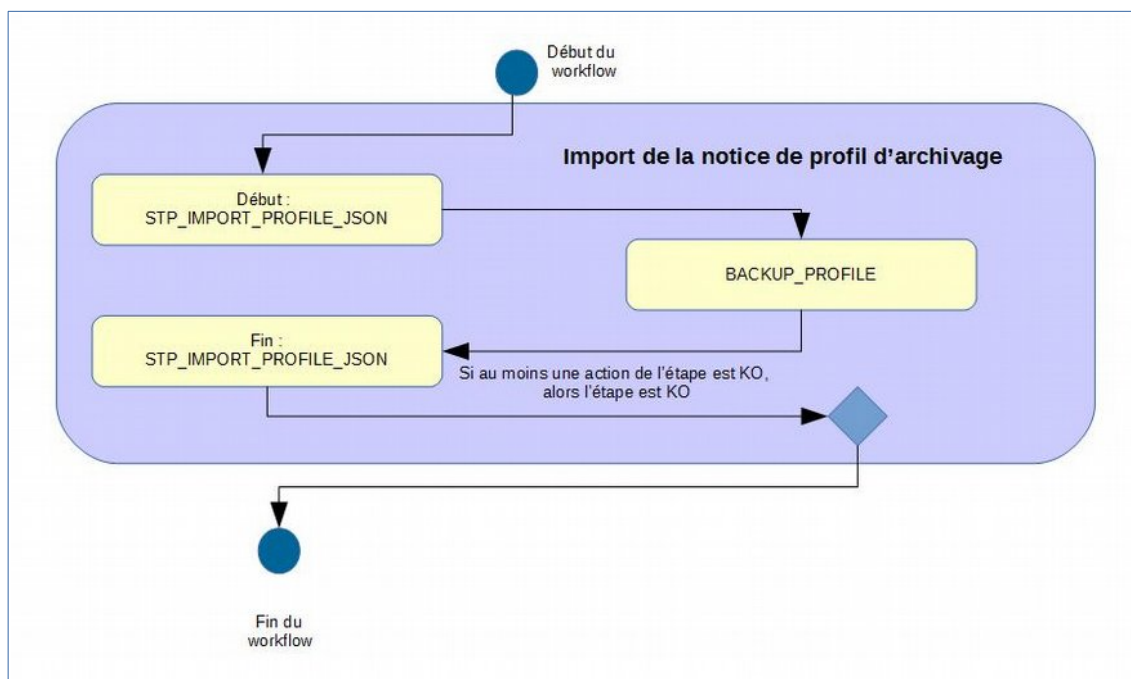 Début du
workflow
Import de la notice de profil d'archivage
Début :
STP_IMPORT_PROFILE_JSON
BACKUP_PROFILE
Fin :
STP_IMPORT_PROFILE_JSON
Si au moins une action de l'étape est KO,
alors l'étape est KO
Fin du
workflow